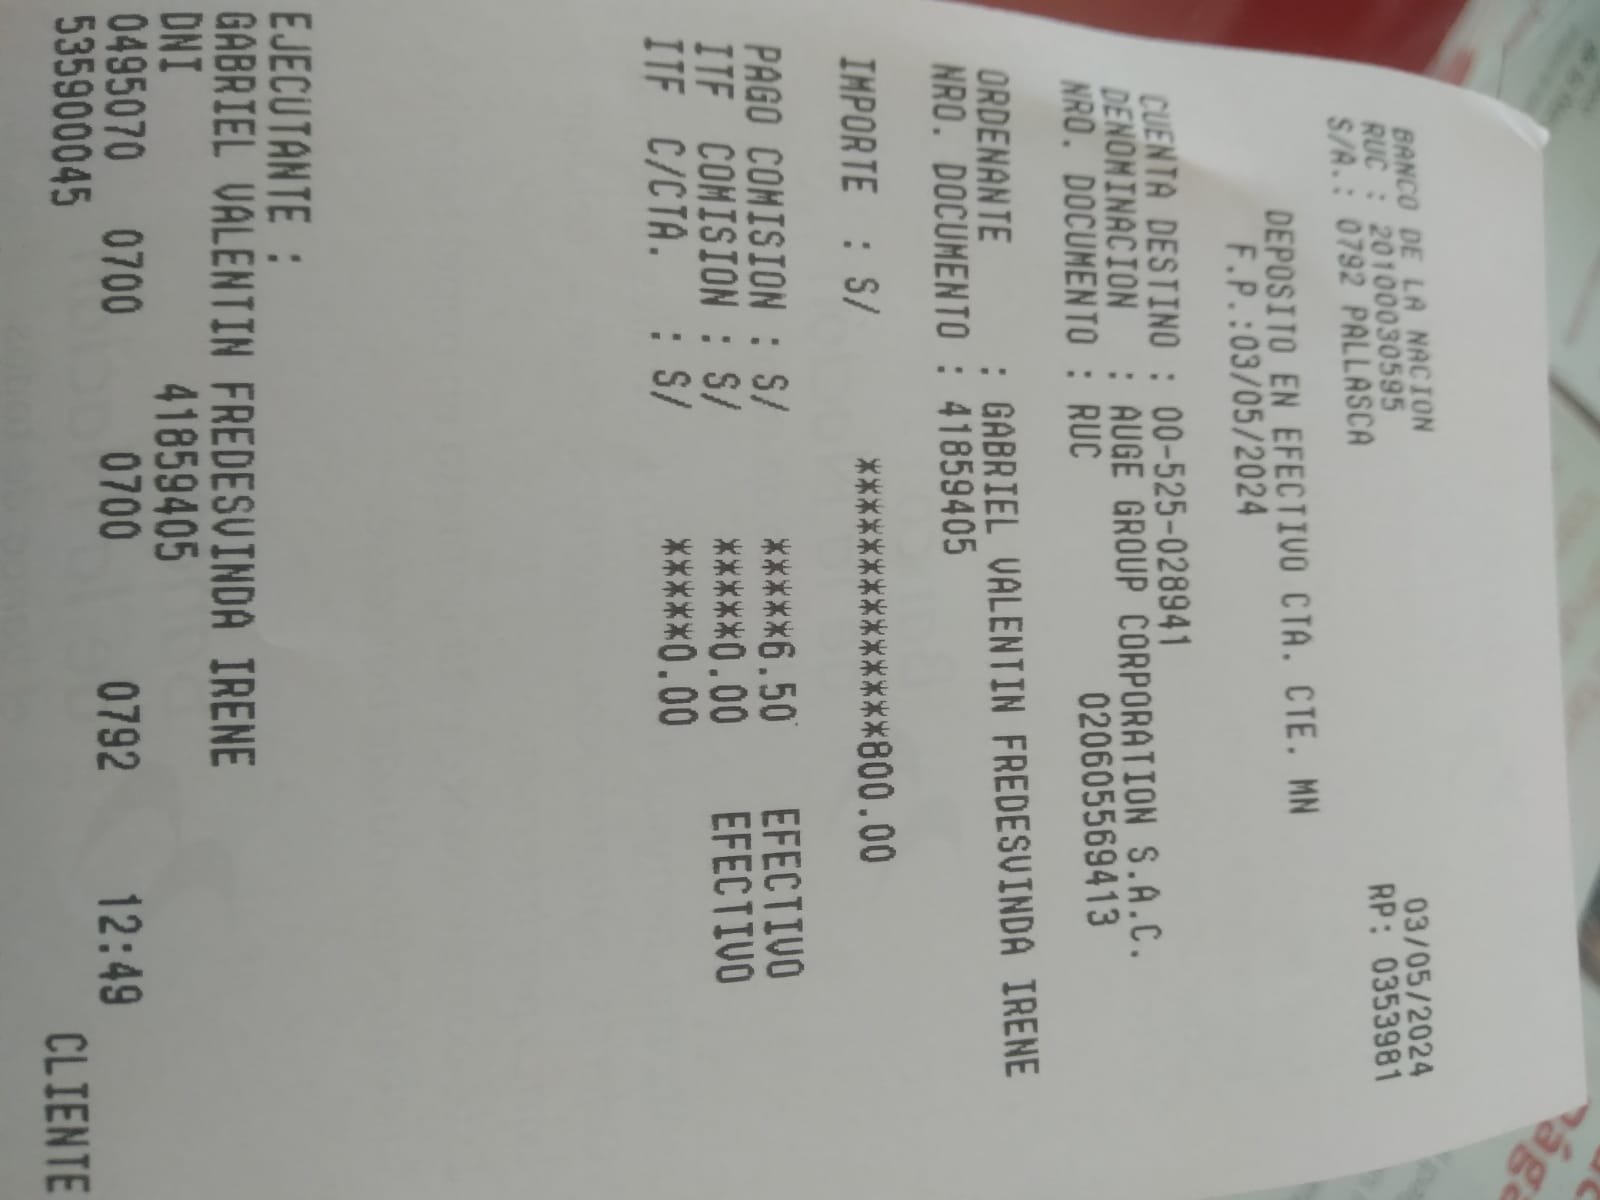 BANCO DE LA NACION 03/05/2024
RUC : 20100030595 RP: 0353981
S/A.: 0792 PALLASCA
DEPOSITO EN EFECTIVO CTA. CTE. MN
F.P.:03/05/2024
CUENTA DESTINO : 00-525-028941
DENOMINACION : AUGE GROUP CORPORATION S.A.C.
NRO. DOCUMENTO : RUC 020605569413
ORDENANTE : GABRIEL VALENTIN FREDESVINDA IRENE
NRO. DOCUMENTO : 41859405
IMPORTE : S/ ***************800.00
PAGO COMISION : S/ *****6.50 EFECTIVO
ITF COMISION : S/ *****0.00 EFECTIVO
ITF C/CTA. : S/ *****0.00
EJECUTANTE :
GABRIEL VALENTIN FREDESVINDA IRENE
DNI 41859405
0495070 0700 0700 0792 12:49
5359000045 CLIENTE